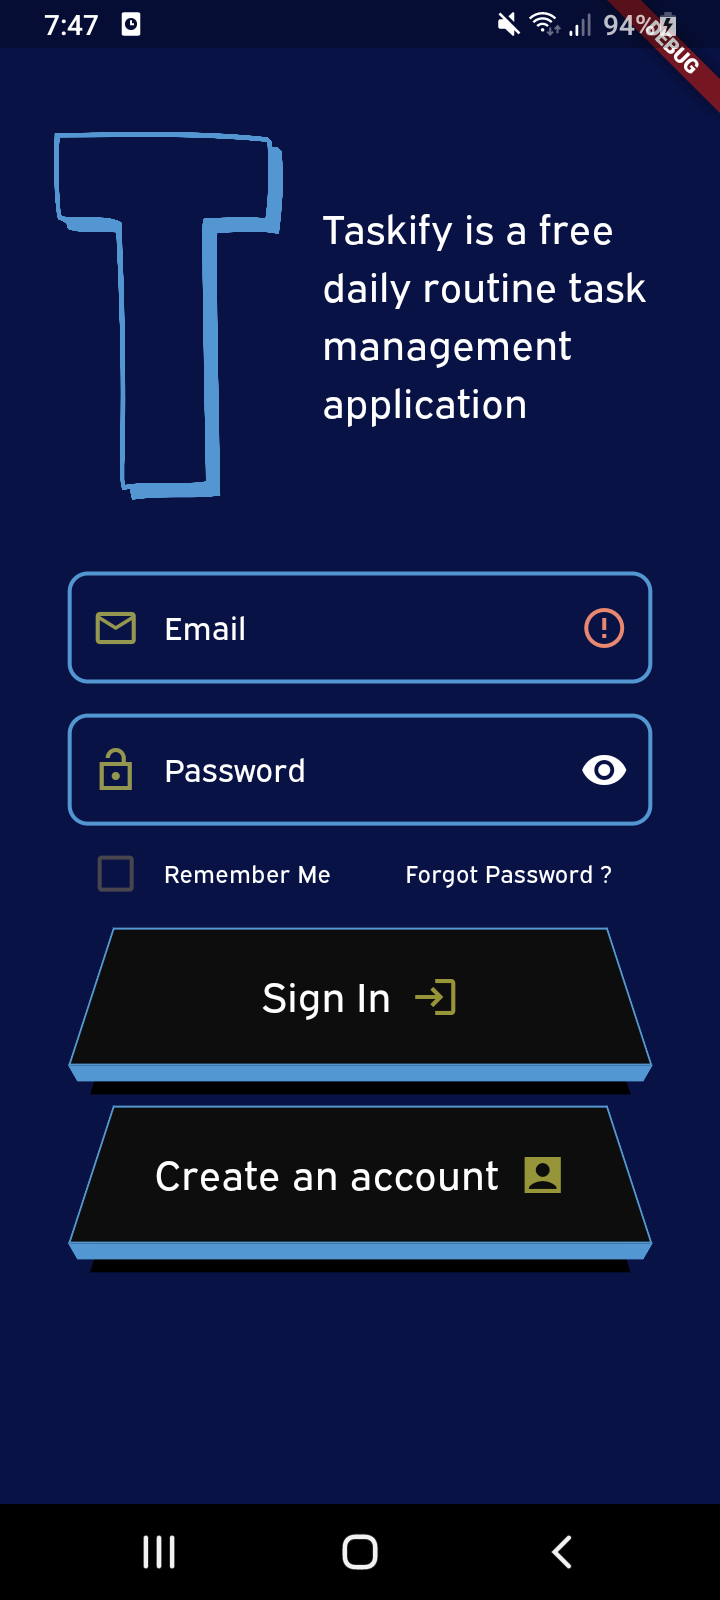 7:47
94%
DEBUG
T
Taskify is a free
daily routine task
management
application
Email
Password
Remember Me
Forgot Password ?
Sign In
Create an account